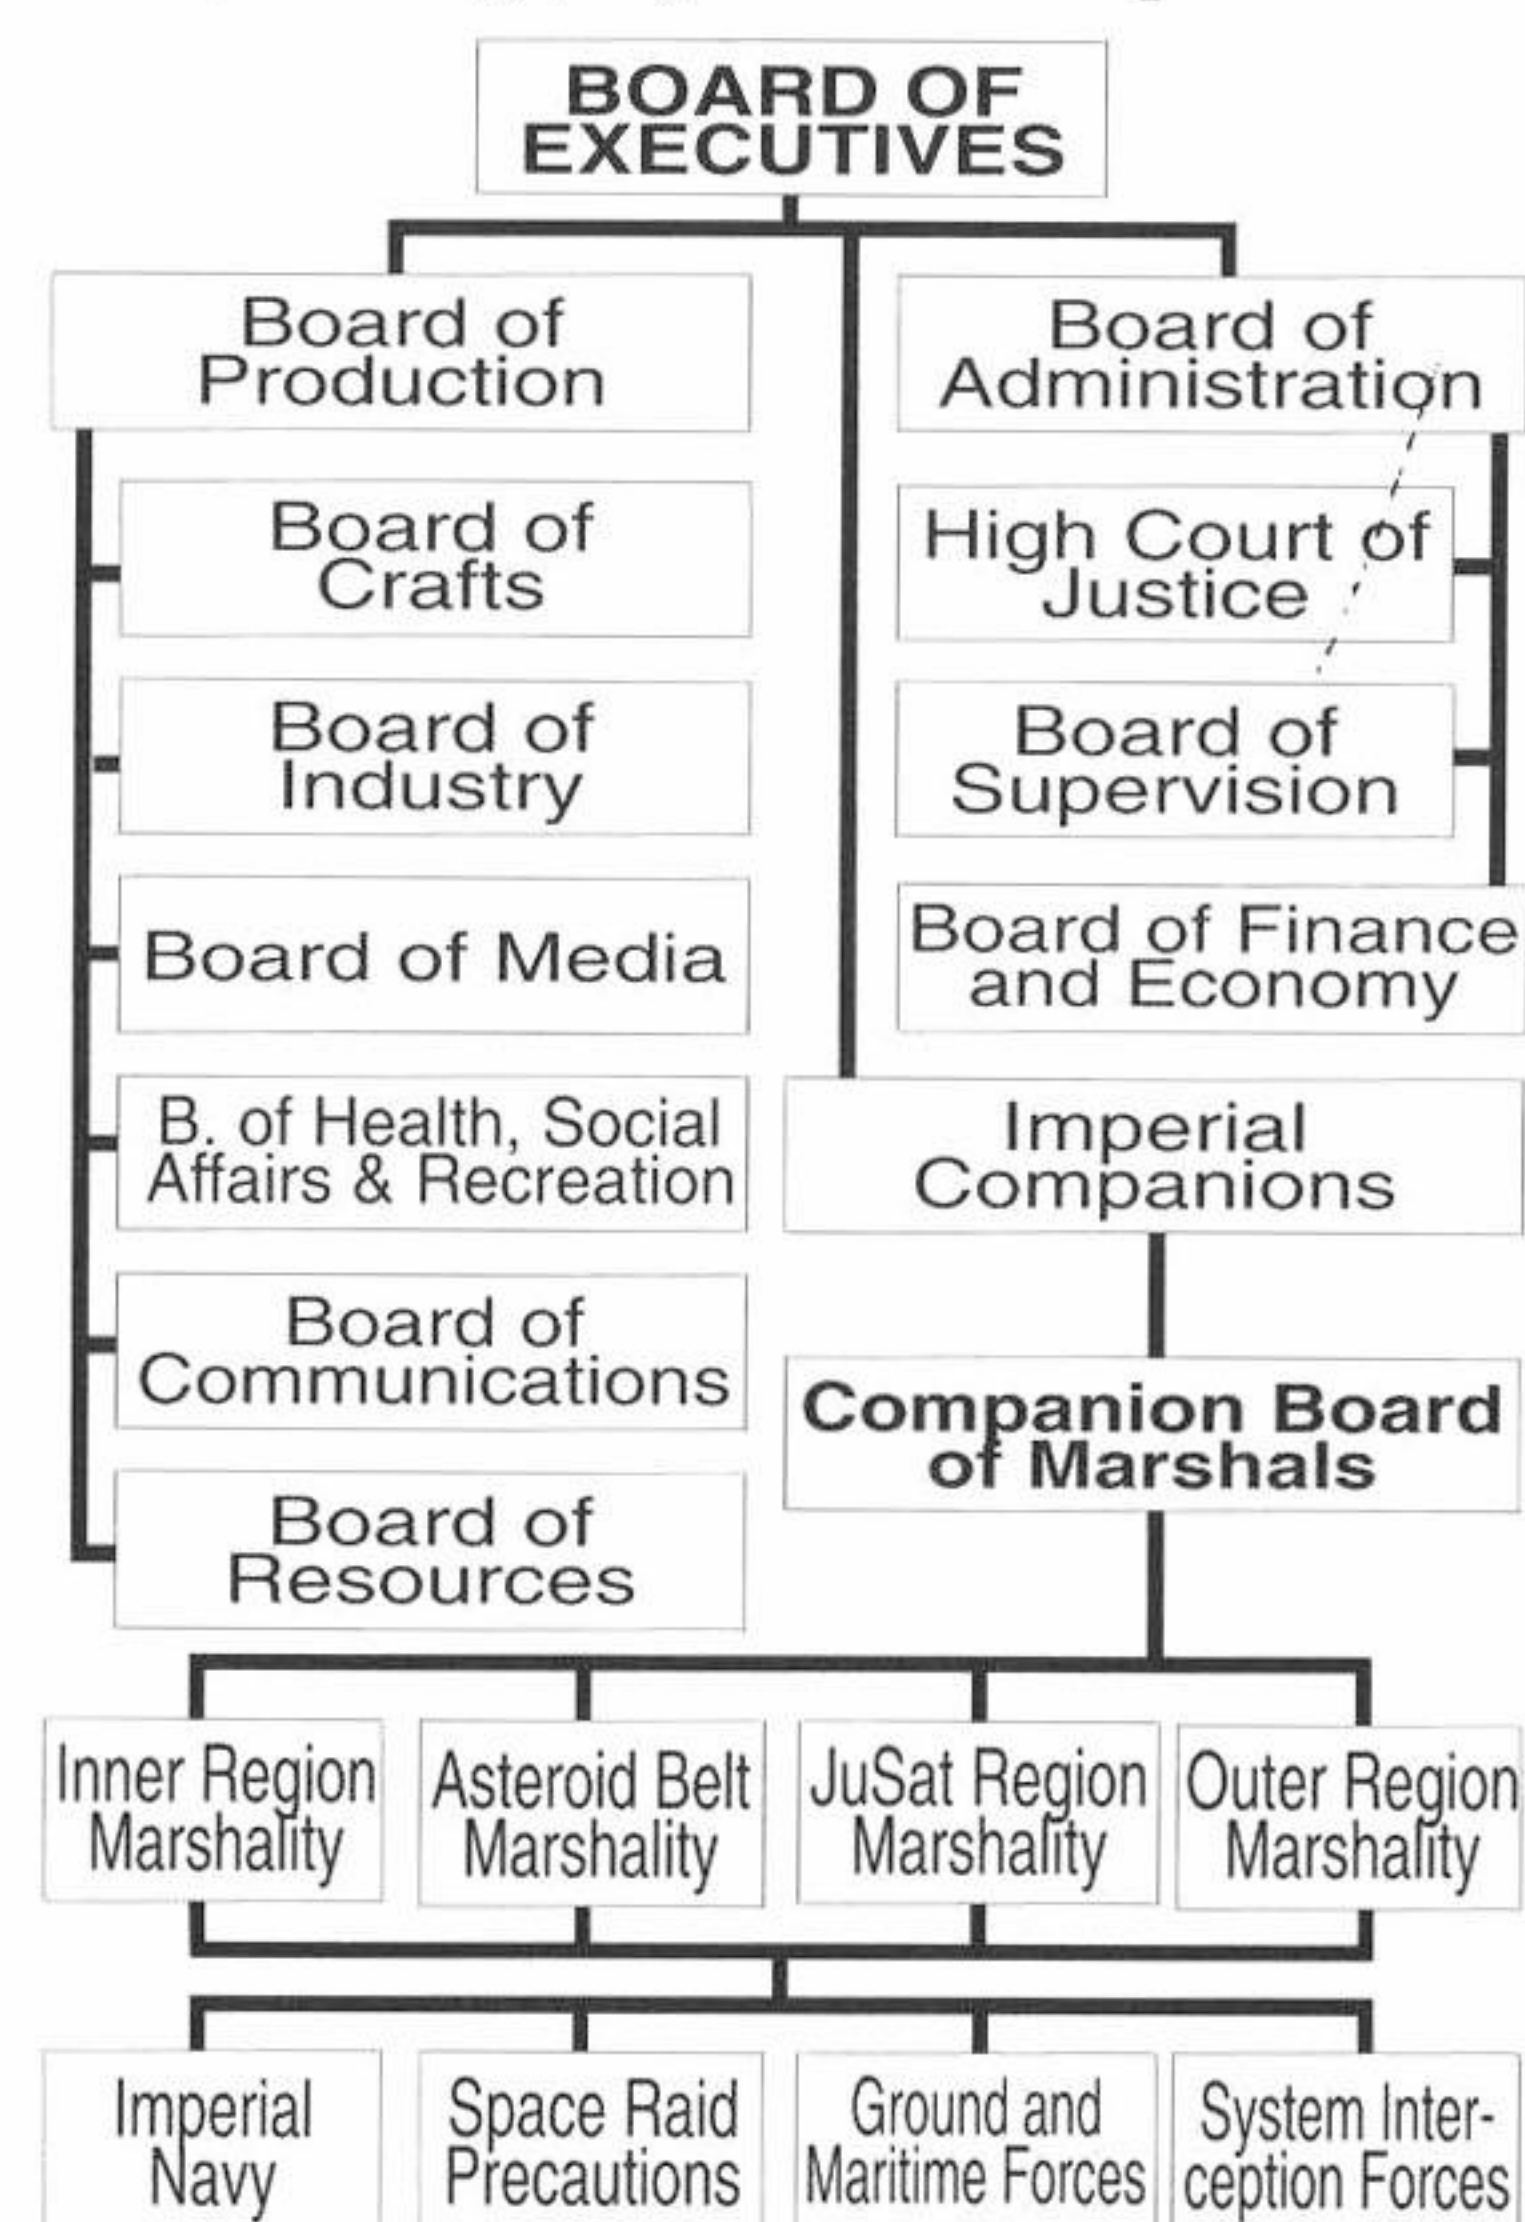 BOARD OF
EXECUTIVES
Board of
Production
Board of
Crafts
Board of
Industry
Board of Media
B. of Health, Social
Affairs & Recreation
Board of
Communications
Board of
Resources
Board of
Administration
High Court of
Justice
Board of
Supervision
Board of Finance
and Economy
Imperial
Companions
Companion Board
of Marshals
Inner Region
Marshality
Asteroid Belt
Marshality
JuSat Region
Marshality
Outer Region
Marshality
Imperial
Navy
Space Raid
Precautions
Ground and
Maritime Forces
System Inter-
ception Forces